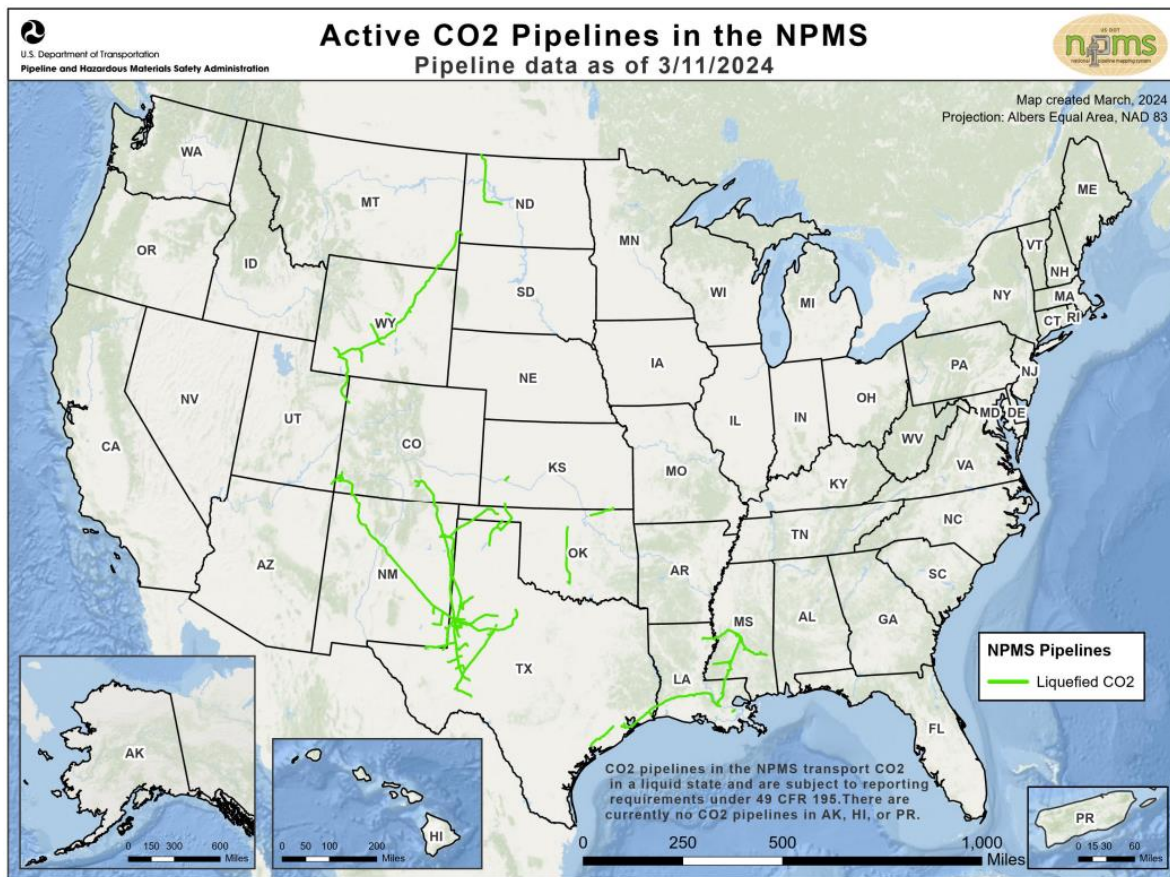 U.S. Department of Transportation
Pipeline and Hazardous Materials Safety Administration
Active CO2 Pipelines in the NPMS
Pipeline data as of 3/11/2024
US DOT
npms
national pipeline mapping system
Map created March, 2024
Projection: Albers Equal Area, NAD 83
WA
MT
ND
MN
ME
OR
ID
SD
WI
MI
VT
NH
NY
MA
CT
RI
WY
IA
PA
NJ
NE
NV
UT
CO
IL
IN
OH
MD
DE
WV
CA
KS
MO
KY
VA
AZ
NM
OK
AR
TN
NC
SC
MS
AL
GA
TX
LA
FL
NPMS Pipelines
Liquefied CO2
CO2 pipelines in the NPMS transport CO2
in a liquid state and are subject to reporting
requirements under 49 CFR 195.There are
currently no CO2 pipelines in AK, HI, or PR.
AK
0 150 300 600
Miles
HI
0 50 100 200
Miles
0 250 500 1,000
Miles
PR
0 15 30 60
Miles